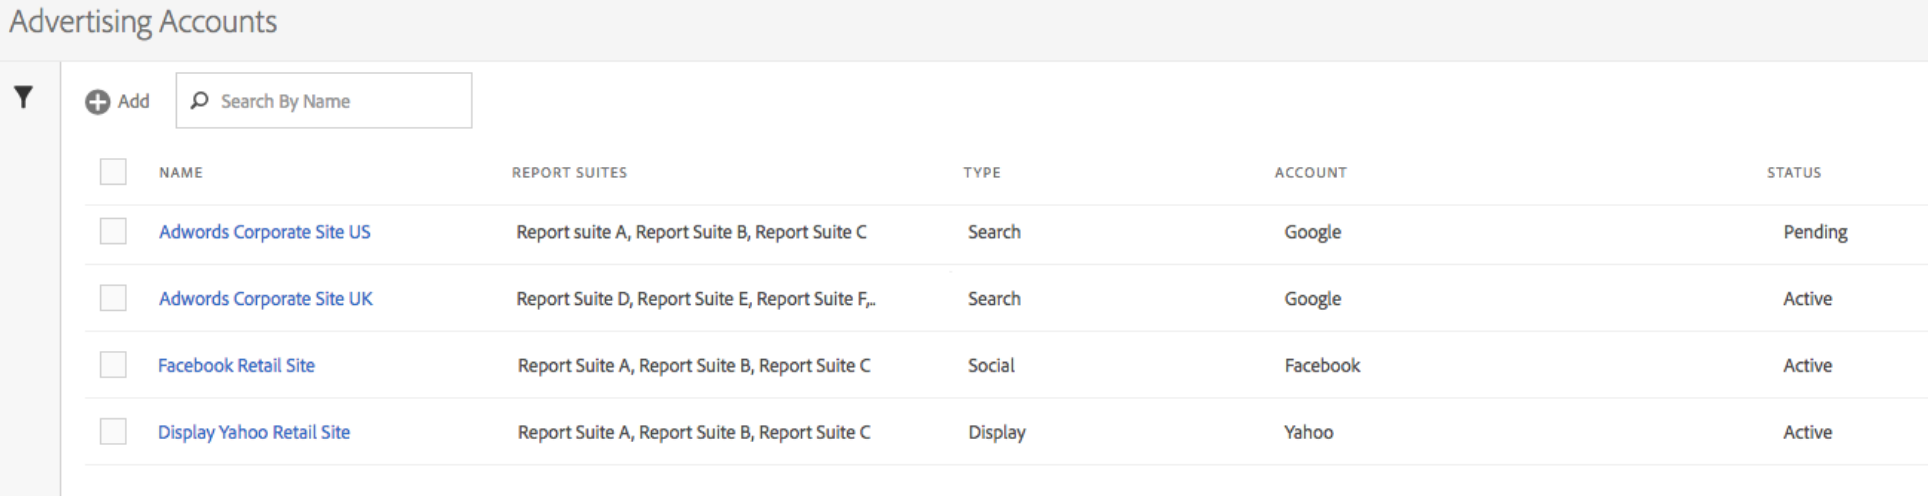 Advertising Accounts
Add
Search By Name
NAME REPORT SUITES TYPE ACCOUNT STATUS
Adwords Corporate Site US Report suite A, Report Suite B, Report Suite C Search Google Pending
Adwords Corporate Site UK Report Suite D, Report Suite E, Report Suite F,.. Search Google Active
Facebook Retail Site Report Suite A, Report Suite B, Report Suite C Social Facebook Active
Display Yahoo Retail Site Report Suite A, Report Suite B, Report Suite C Display Yahoo Active